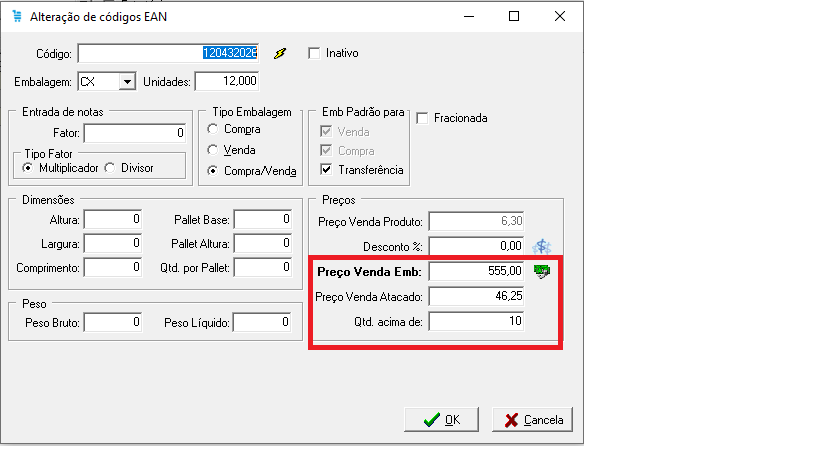 Alteração de códigos EAN
Código: 120432028 Inativo
Embalagem: CX Unidades: 12,000
Entrada de notas
Fator: 0
Tipo Fator
Multiplicador Divisor
Tipo Embalagem
Compra
Venda
Compra/Venda
Emb Padrão para
Venda
Compra
Transferência
Fracionada
Dimensões
Altura: 0 Pallet Base: 0
Largura: 0 Pallet Altura: 0
Comprimento: 0 Qtd. por Pallet: 0
Peso
Peso Bruto: 0 Peso Líquido: 0
Preços
Preço Venda Produto: 6,30
Desconto %: 0,00
Preço Venda Emb: 555,00
Preço Venda Atacado: 46,25
Qtd. acima de: 10
OK Cancela